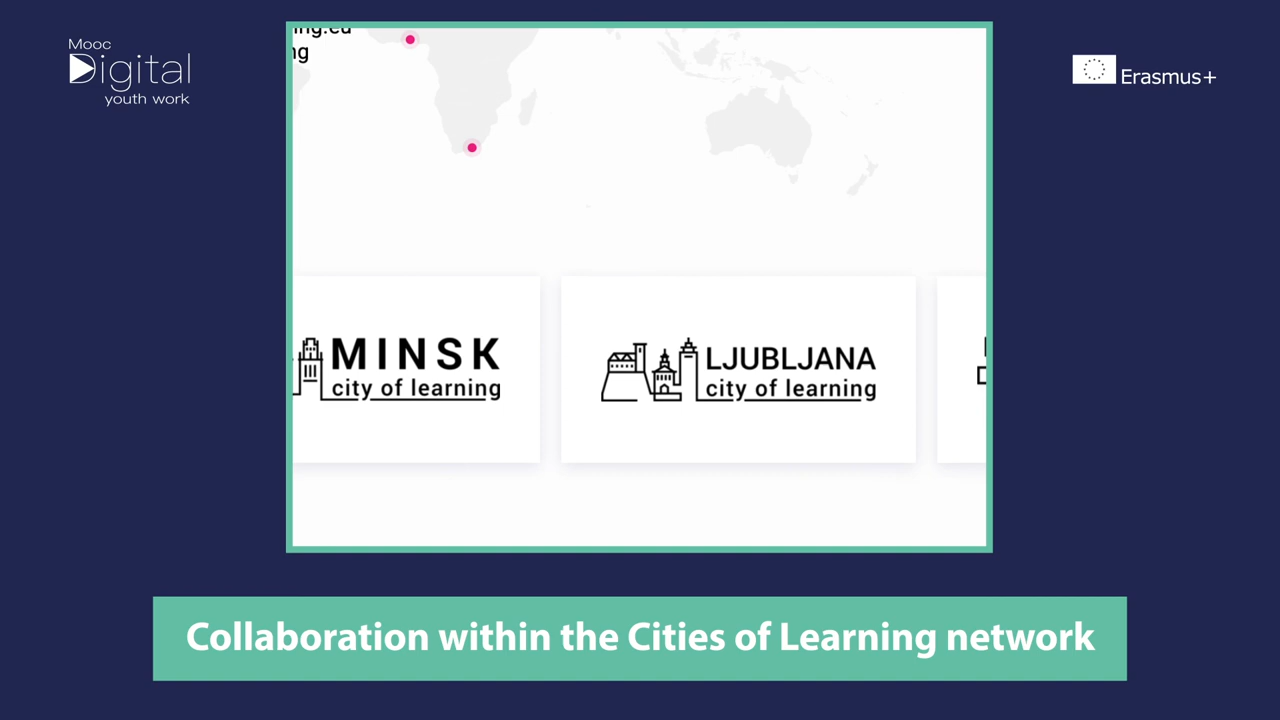 Mooc
Digital
youth work
ng
Erasmus+
MINSK
city of learning
LJUBLJANA
city of learning
Collaboration within the Cities of Learning network